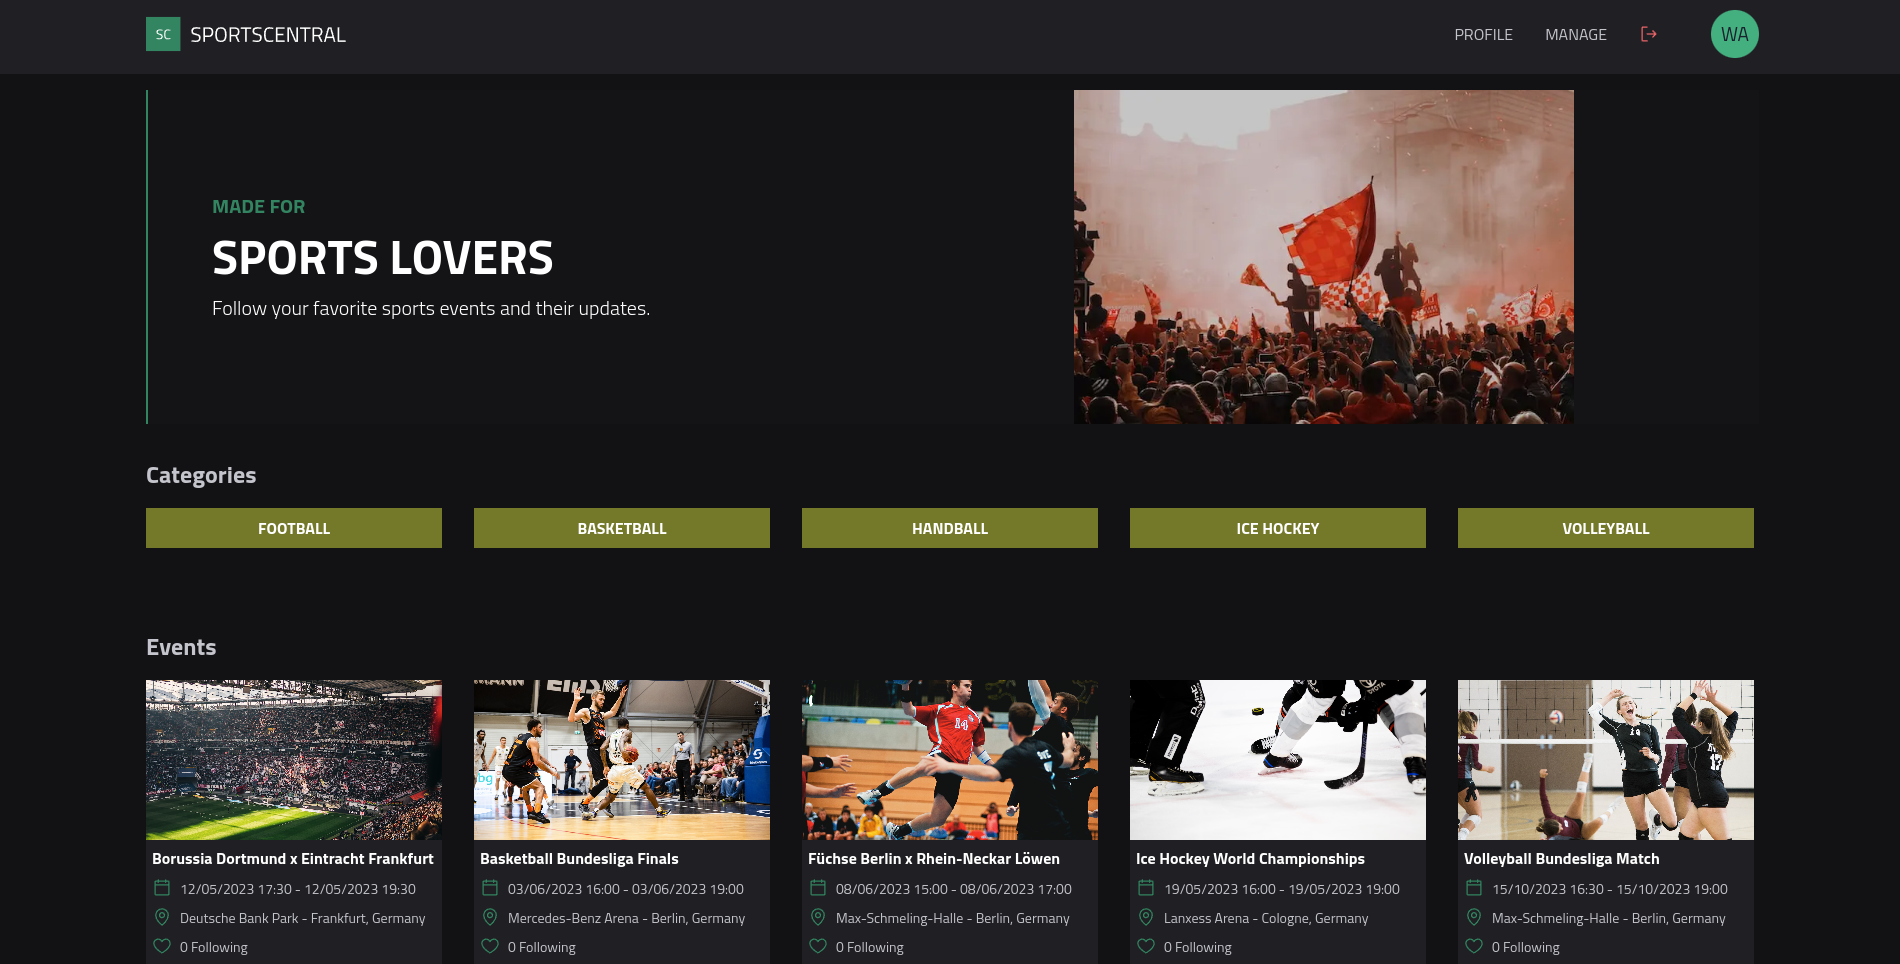 SC SPORTSCENTRAL
PROFILE MANAGE WA
MADE FOR
SPORTS LOVERS
Follow your favorite sports events and their updates.
Categories
FOOTBALL BASKETBALL HANDBALL ICE HOCKEY VOLLEYBALL
Events
bg
14
12
Borussia Dortmund x Eintracht Frankfurt
12/05/2023 17:30 - 12/05/2023 19:30
Deutsche Bank Park - Frankfurt, Germany
0 Following
Basketball Bundesliga Finals
03/06/2023 16:00 - 03/06/2023 19:00
Mercedes-Benz Arena - Berlin, Germany
0 Following
Füchse Berlin x Rhein-Neckar Löwen
08/06/2023 15:00 - 08/06/2023 17:00
Max-Schmeling-Halle - Berlin, Germany
0 Following
Ice Hockey World Championships
19/05/2023 16:00 - 19/05/2023 19:00
Lanxess Arena - Cologne, Germany
0 Following
Volleyball Bundesliga Match
15/10/2023 16:30 - 15/10/2023 19:00
Max-Schmeling-Halle - Berlin, Germany
0 Following